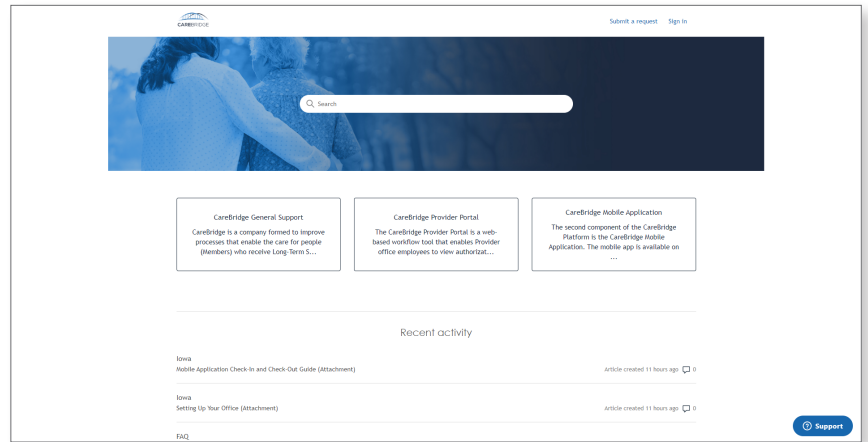 CAREBRIDGE
Submit a request Sign in
Search
CareBridge General Support
CareBridge is a company formed to improve
processes that enable the care for people
(Members) who receive Long-Term S...
CareBridge Provider Portal
The CareBridge Provider Portal is a web-
based workflow tool that enables Provider
office employees to view authorizat...
CareBridge Mobile Application
The second component of the CareBridge
Platform is the CareBridge Mobile
Application. The mobile app is available on
...
Recent activity
Iowa
Mobile Application Check-In and Check-Out Guide (Attachment) Article created 11 hours ago 0
Iowa
Setting Up Your Office (Attachment) Article created 11 hours ago 0
FAQ
Support